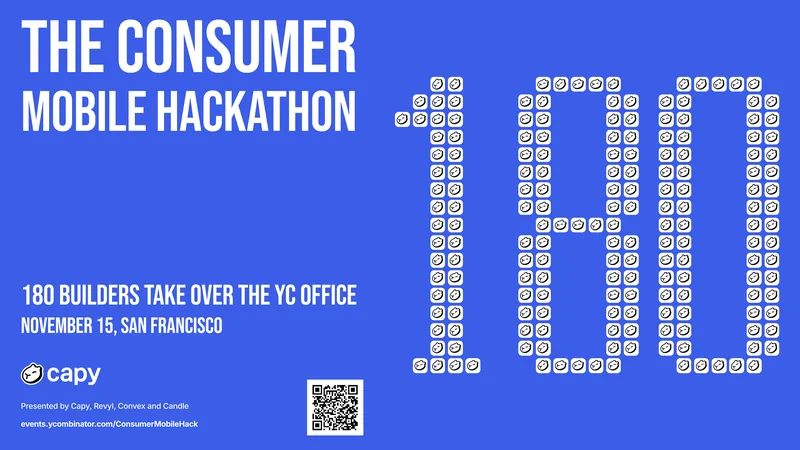 THE CONSUMER
MOBILE HACKATHON
180
180 BUILDERS TAKE OVER THE YC OFFICE
NOVEMBER 15, SAN FRANCISCO
capy
Presented by Capy, Revyl, Convex and Candle
events.ycombinator.com/ConsumerMobileHack